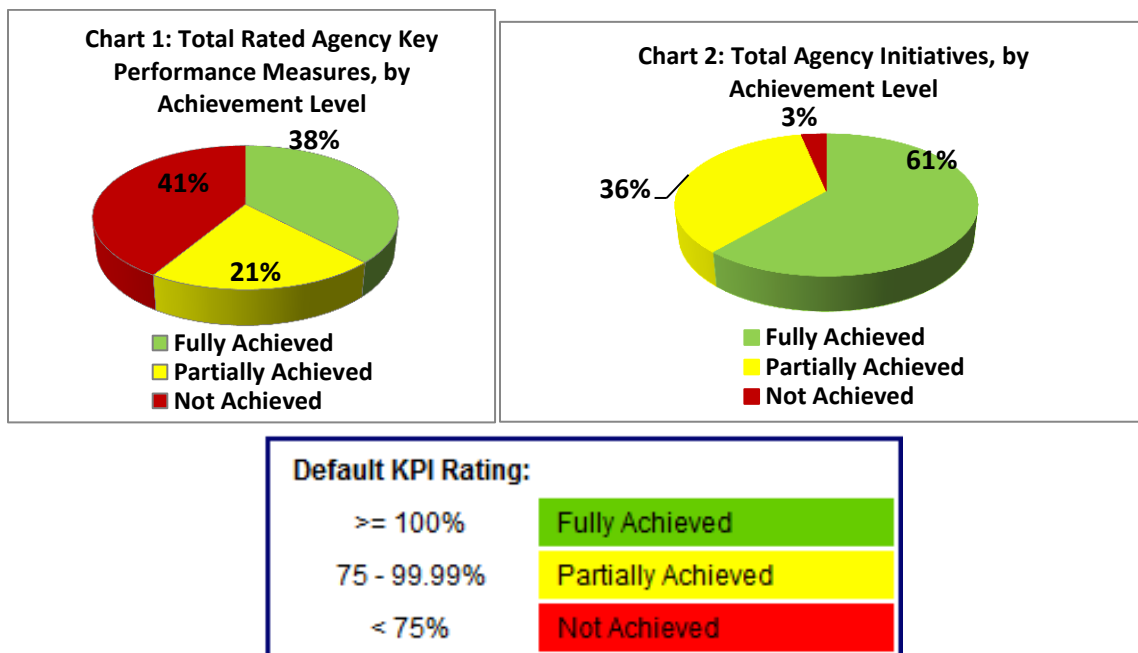 Chart 1: Total Rated Agency Key
Performance Measures, by
Achievement Level
38%
41%
21%
Fully Achieved
Partially Achieved
Not Achieved
Chart 2: Total Agency Initiatives, by
Achievement Level
3%
61%
36%
Fully Achieved
Partially Achieved
Not Achieved
Default KPI Rating:
>= 100% Fully Achieved
75 - 99.99% Partially Achieved
< 75% Not Achieved